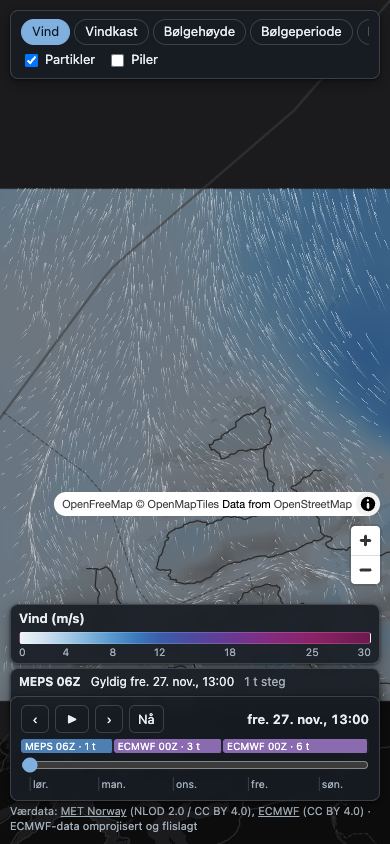 Vind Vindkast Bølgehøyde Bølgeperiode
Partikler Piler
OpenFreeMap © OpenMapTiles Data from OpenStreetMap
+
−
Vind (m/s)
0 4 8 12 18 25 30
MEPS 06Z Gyldig fre. 27. nov., 13:00 1 t steg
‹ › Nå fre. 27. nov., 13:00
MEPS 06Z · 1 t ECMWF 00Z · 3 t ECMWF 00Z · 6 t
lør. man. ons. fre. søn.
Værdata: MET Norway (NLOD 2.0 / CC BY 4.0), ECMWF (CC BY 4.0) ·
ECMWF-data omprojisert og flislagt